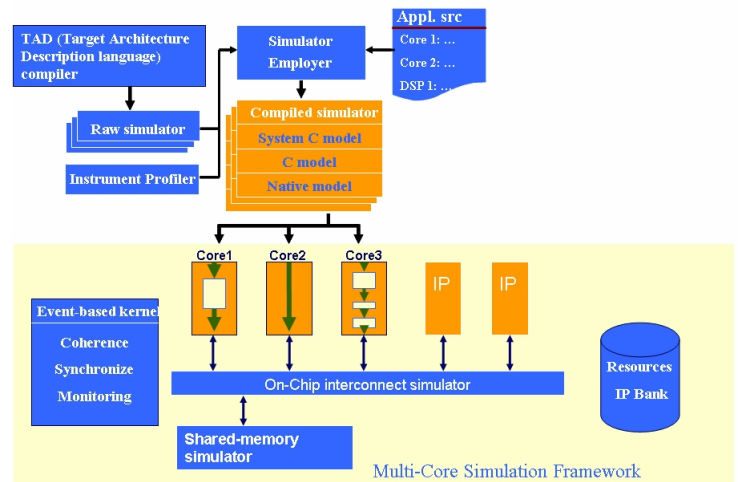 TAD (Target Architecture
Description language)
compiler
Simulator
Employer
Appl. src
Core 1: …
Core 2: …
DSP 1: …
Raw simulator
Instrument Profiler
Compiled simulator
System C model
C model
Native model
Core1
Core2
Core3
IP
IP
Event-based kernel
Coherence
Synchronize
Monitoring
On-Chip interconnect simulator
Resources
IP Bank
Shared-memory
simulator
Multi-Core Simulation Framework